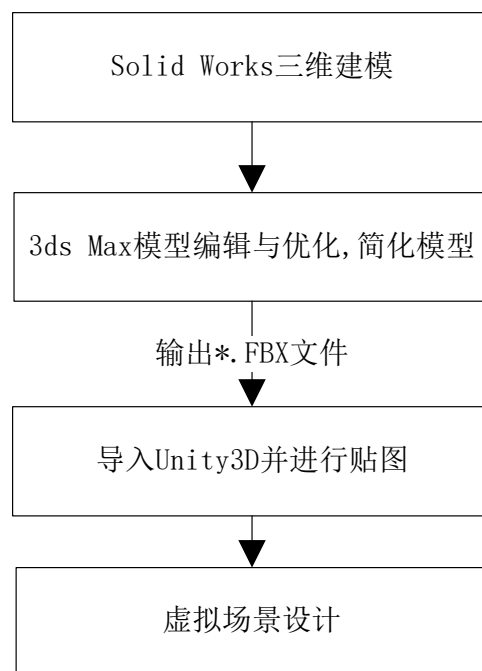 Solid Works三维建模
3ds Max模型编辑与优化,简化模型
输出*.FBX文件
导入Unity3D并进行贴图
虚拟场景设计